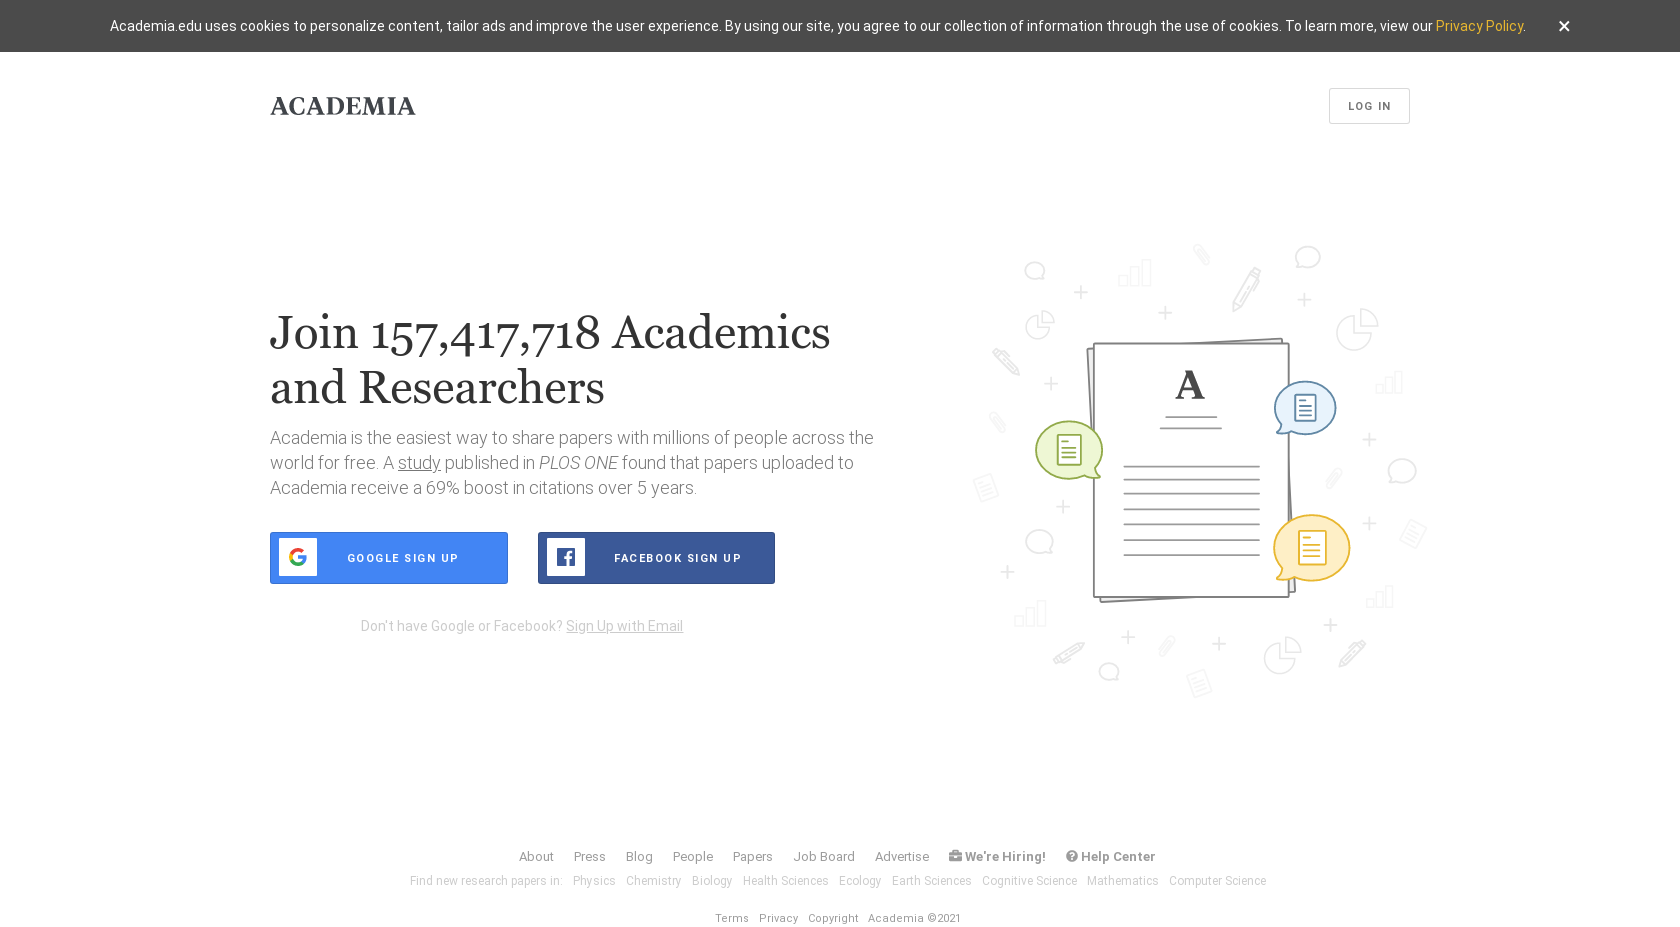 Academia.edu uses cookies to personalize content, tailor ads and improve the user experience. By using our site, you agree to our collection of information through the use of cookies. To learn more, view our Privacy Policy. ×
ACADEMIA
LOG IN
Join 157,417,718 Academics
and Researchers
Academia is the easiest way to share papers with millions of people across the
world for free. A study published in PLOS ONE found that papers uploaded to
Academia receive a 69% boost in citations over 5 years.
GOOGLE SIGN UP
FACEBOOK SIGN UP
Don't have Google or Facebook? Sign Up with Email
A
About Press Blog People Papers Job Board Advertise We're Hiring! Help Center
Find new research papers in: Physics Chemistry Biology Health Sciences Ecology Earth Sciences Cognitive Science Mathematics Computer Science
Terms Privacy Copyright Academia ©2021